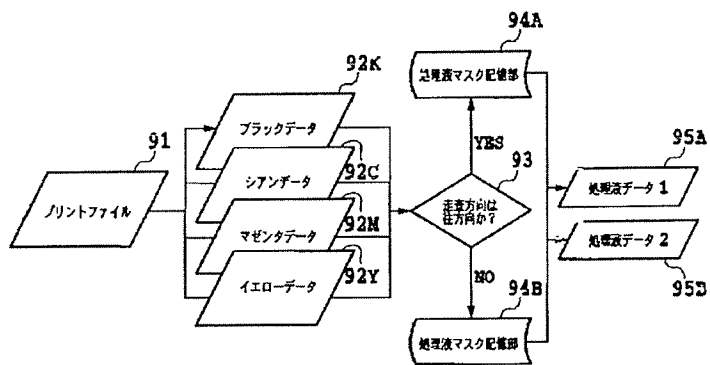 91
プリントファイル
92K
ブラックデータ
92C
シアンデータ
92M
マゼンタデータ
92Y
イエローデータ
93
走査方向は
往方向か?
YES
NO
94A
処理液マスク記憶部
94B
処理液マスク記憶部
95A
処理液データ 1
処理液データ 2
95B